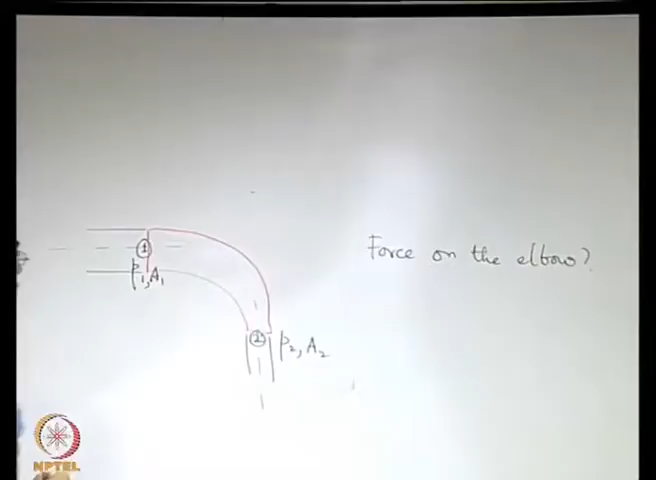 Force on the elbow?
①
p₁, A₁
② p₂, A₂
NPTEL